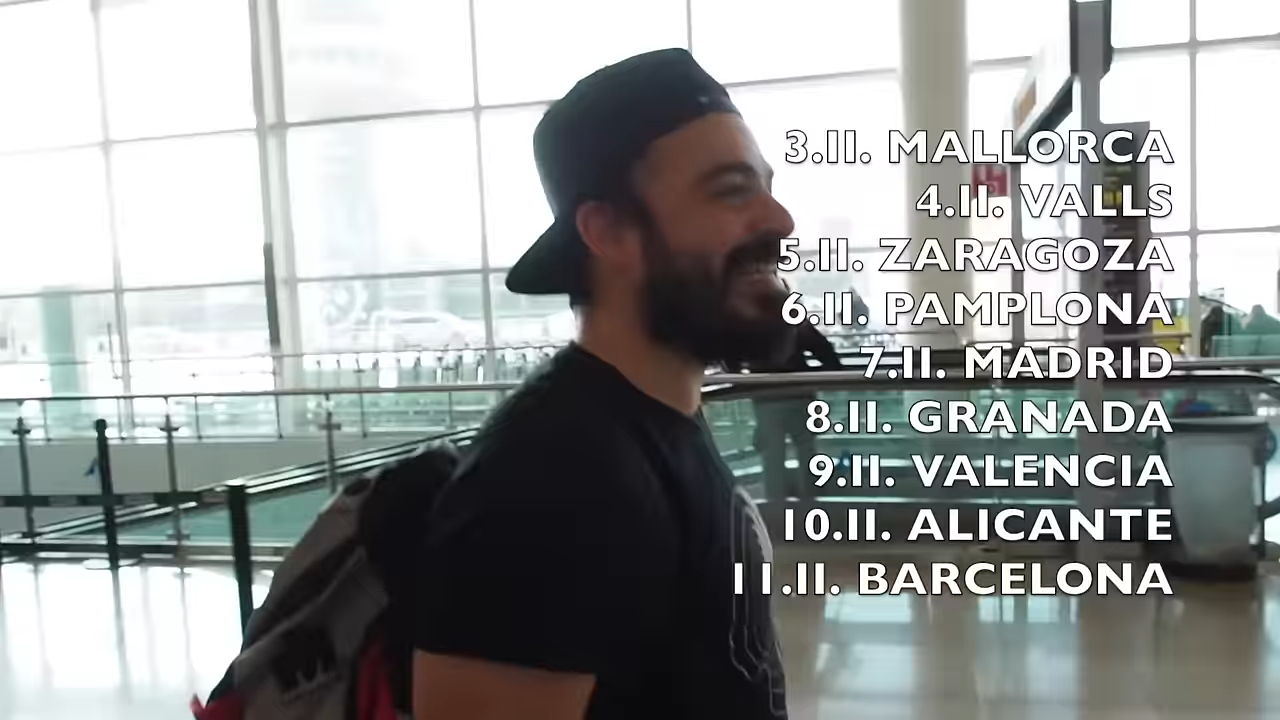 3.II. MALLORCA
4.II. VALLS
5.II. ZARAGOZA
6.II. PAMPLONA
7.II. MADRID
8.II. GRANADA
9.II. VALENCIA
10.II. ALICANTE
11.II. BARCELONA